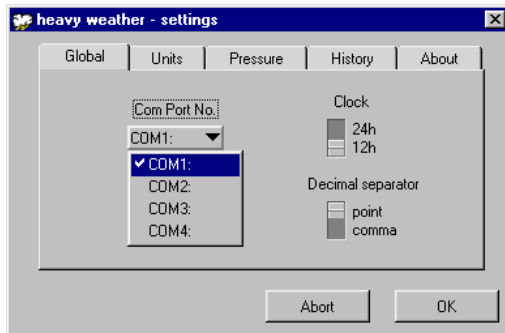 heavy weather - settings
Global Units Pressure History About
Com Port No.
COM1:
COM1:
COM2:
COM3:
COM4:
Clock
24h
12h
Decimal separator
point
comma
Abort OK